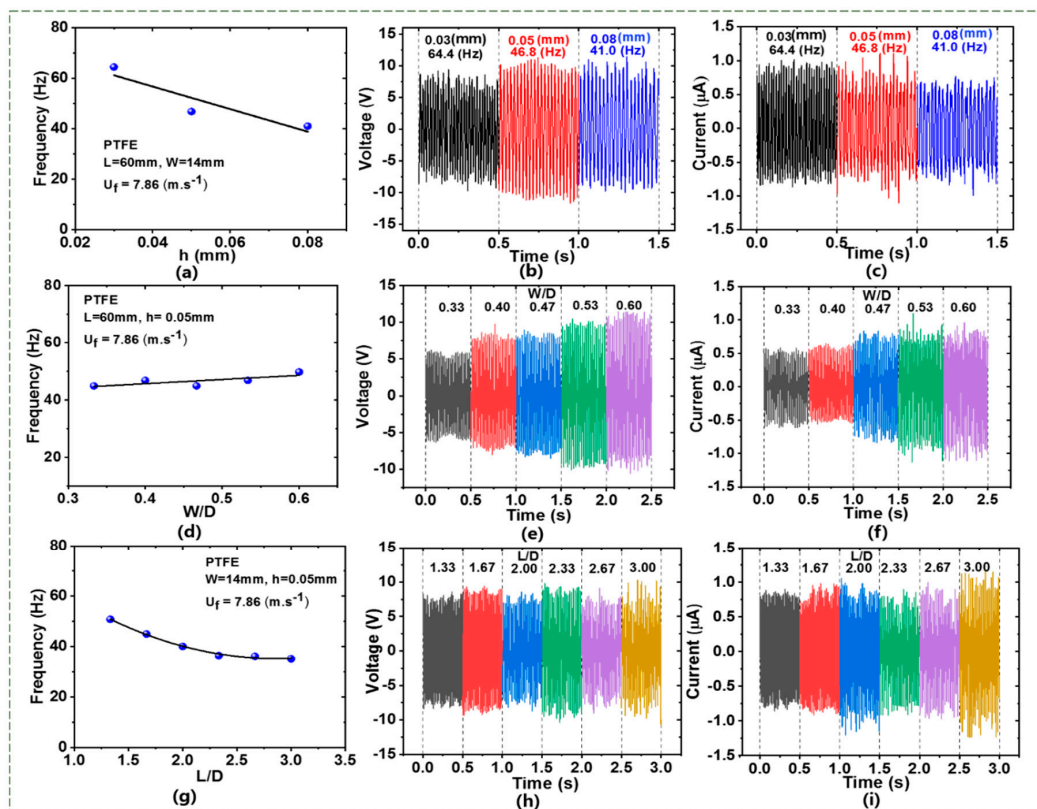 80
60
40
20
0
Frequency (Hz)
PTFE
L=60mm, W=14mm
U_f = 7.86 (m.s⁻¹)
0.02 0.04 0.06 0.08
h (mm)
(a)
15
10
5
0
-5
-10
-15
Voltage (V)
0.03(mm) 0.05 (mm) 0.08 (mm)
64.4 (Hz) 46.8 (Hz) 41.0 (Hz)
0.0 0.5 1.0 1.5
Time (s)
(b)
1.5
1.0
0.5
0.0
-0.5
-1.0
-1.5
Current (μA)
0.03(mm) 0.05 (mm) 0.08 (mm)
64.4 (Hz) 46.8 (Hz) 41.0 (Hz)
0.0 0.5 1.0 1.5
Time (s)
(c)
80
60
40
20
Frequency (Hz)
PTFE
L=60mm, h= 0.05mm
U_f = 7.86 (m.s⁻¹)
0.3 0.4 0.5 0.6
W/D
(d)
15
10
5
0
-5
-10
Voltage (V)
W/D
0.33 0.40 0.47 0.53 0.60
0.0 0.5 1.0 1.5 2.0 2.5
Time (s)
(e)
1.5
1.0
0.5
0.0
-0.5
-1.0
-1.5
Current (μA)
W/D
0.33 0.40 0.47 0.53 0.60
0.0 0.5 1.0 1.5 2.0 2.5
Time (s)
(f)
80
60
40
20
0
Frequency (Hz)
PTFE
W=14mm, h=0.05mm
U_f = 7.86 (m.s⁻¹)
1.0 1.5 2.0 2.5 3.0 3.5
L/D
(g)
15
10
5
0
-5
-10
-15
Voltage (V)
L/D
1.33 1.67 2.00 2.33 2.67 3.00
0.0 0.5 1.0 1.5 2.0 2.5 3.0
Time (s)
(h)
1.5
1.0
0.5
0.0
-0.5
-1.0
-1.5
Current (μA)
L/D
1.33 1.67 2.00 2.33 2.67 3.00
0.0 0.5 1.0 1.5 2.0 2.5 3.0
Time (s)
(i)